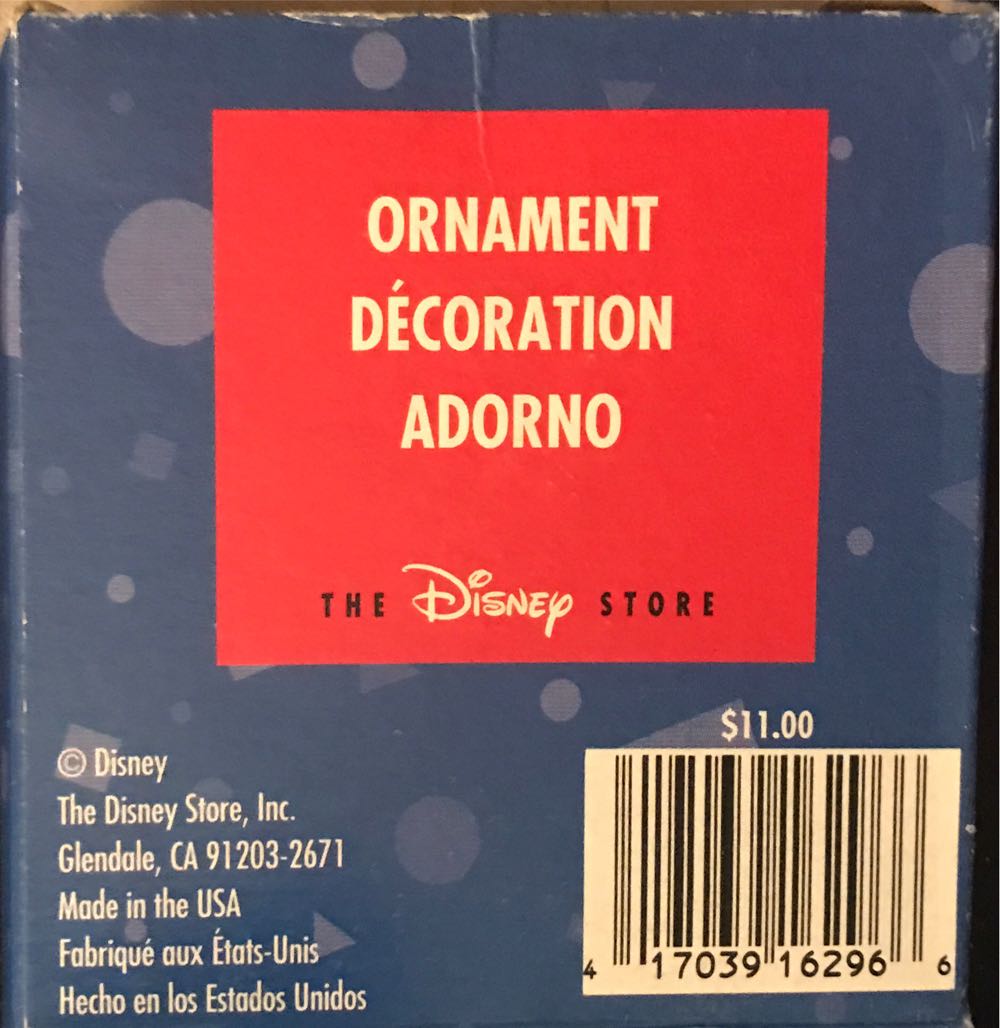 ORNAMENT
DÉCORATION
ADORNO
THE Disney STORE
$11.00
© Disney
The Disney Store, Inc.
Glendale, CA 91203-2671
Made in the USA
Fabriqué aux États-Unis
Hecho en los Estados Unidos
4 17039 16296 6